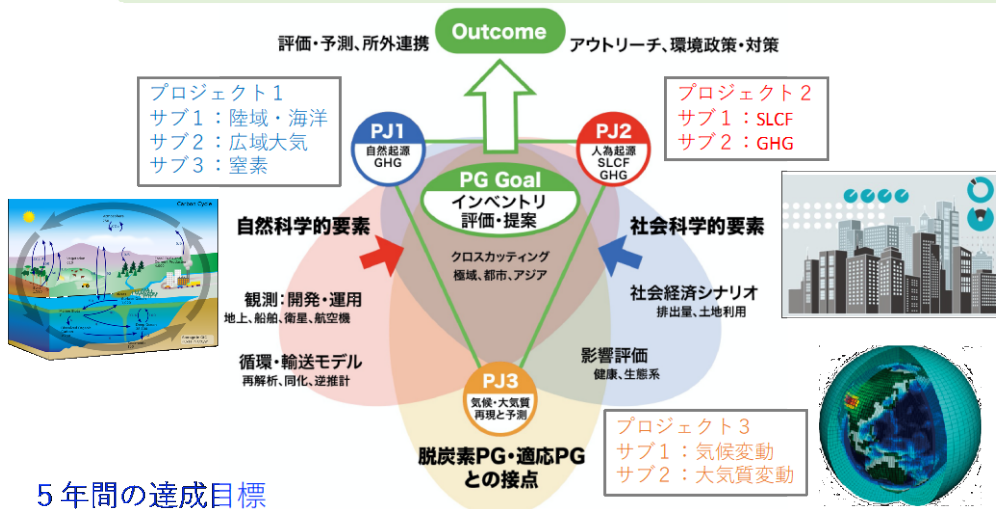 Outcome
評価・予測、所外連携
アウトリーチ、環境政策・対策
プロジェクト1
サブ1：陸域・海洋
サブ2：広域大気
サブ3：窒素
プロジェクト2
サブ1：SLCF
サブ2：GHG
PJ1
自然起源
GHG
PJ2
人為起源
SLCF
GHG
PG Goal
インベントリ
評価・提案
自然科学的要素
社会科学的要素
クロスカッティング
極域、都市、アジア
観測：開発・運用
地上、船舶、衛星、航空機
社会経済シナリオ
排出量、土地利用
循環・輸送モデル
再解析、同化、逆推計
影響評価
健康、生態系
PJ3
気候・大気質
再現と予測
脱炭素PG・適応PG
との接点
プロジェクト3
サブ1：気候変動
サブ2：大気質変動
5年間の達成目標
Carbon Cycle